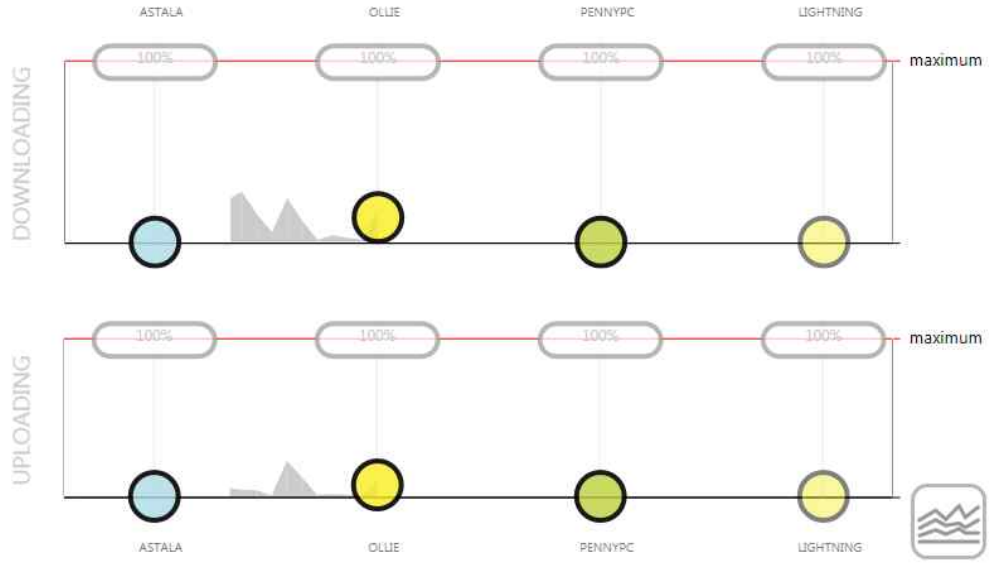 ASTALA OLLIE PENNYPC LIGHTNING
100% 100% 100% 100% maximum
DOWNLOADING
100% 100% 100% 100% maximum
UPLOADING
ASTALA OLLIE PENNYPC LIGHTNING